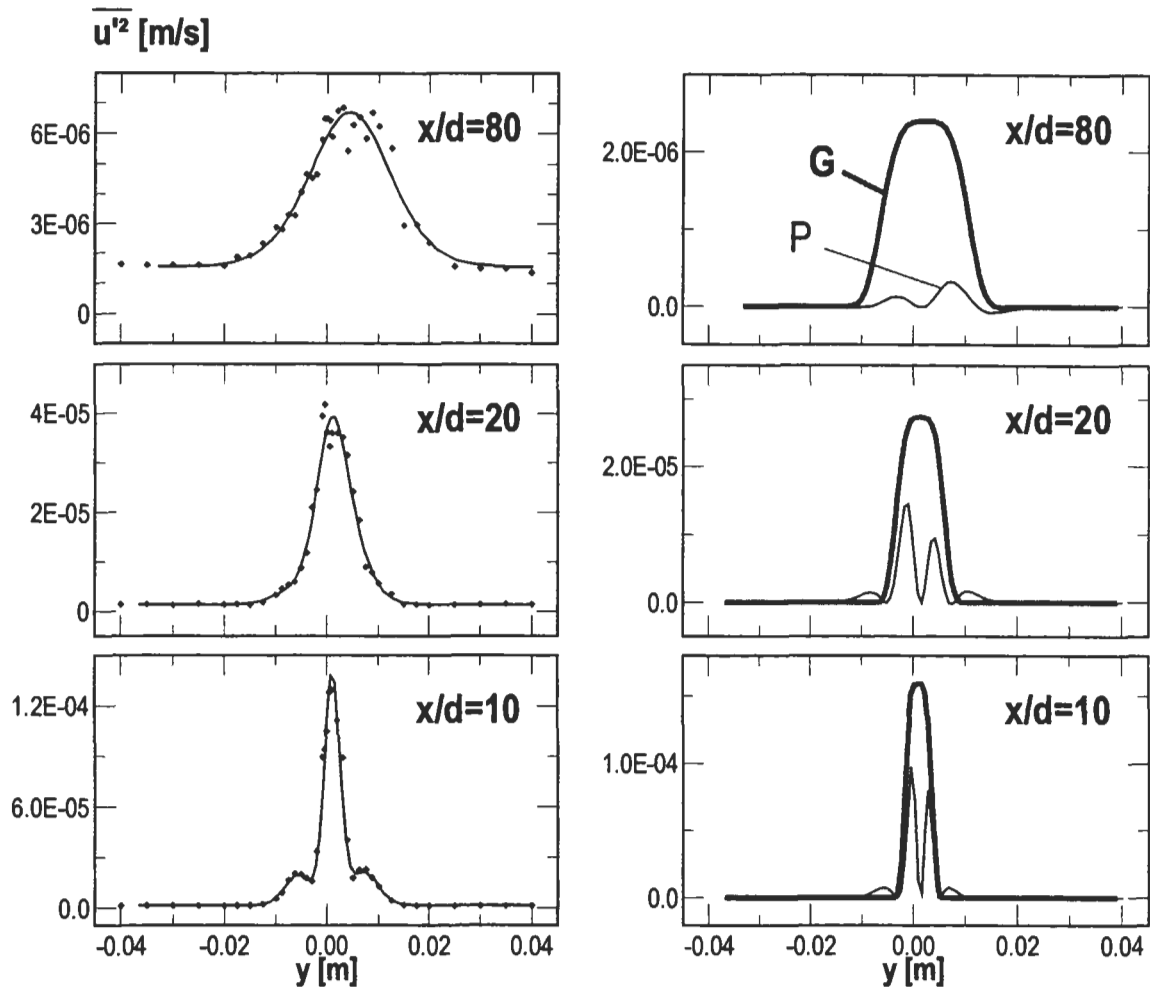 u'² [m/s]
x/d=80
6E-06
3E-06
0
x/d=20
4E-05
2E-05
0
x/d=10
1.2E-04
6.0E-05
0.0
-0.04 -0.02 0.00 0.02 0.04
y [m]
x/d=80
2.0E-06
G
P
0.0
x/d=20
2.0E-05
0.0
x/d=10
1.0E-04
0.0
-0.04 -0.02 0.00 0.02 0.04
y [m]